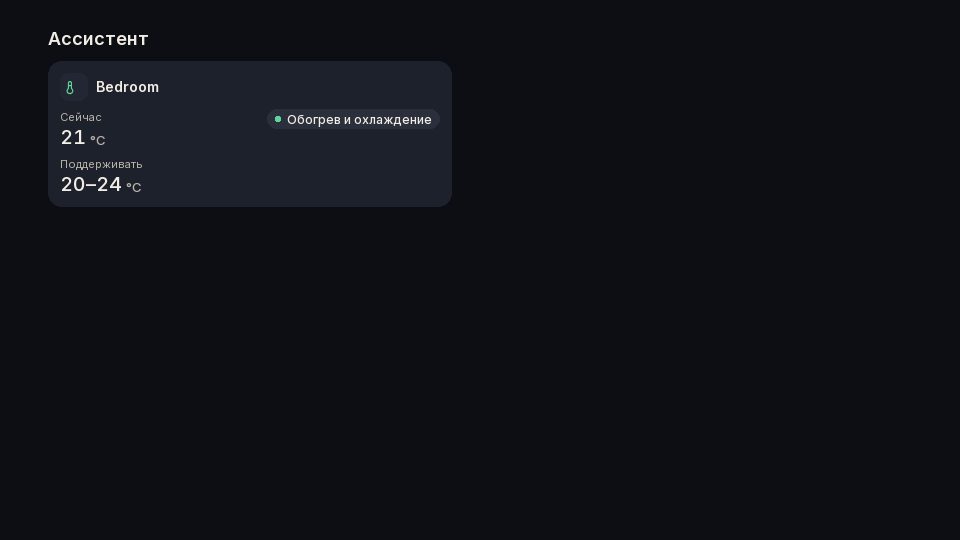 Ассистент
Bedroom
Сейчас
Обогрев и охлаждение
21 °C
Поддерживать
20–24 °C